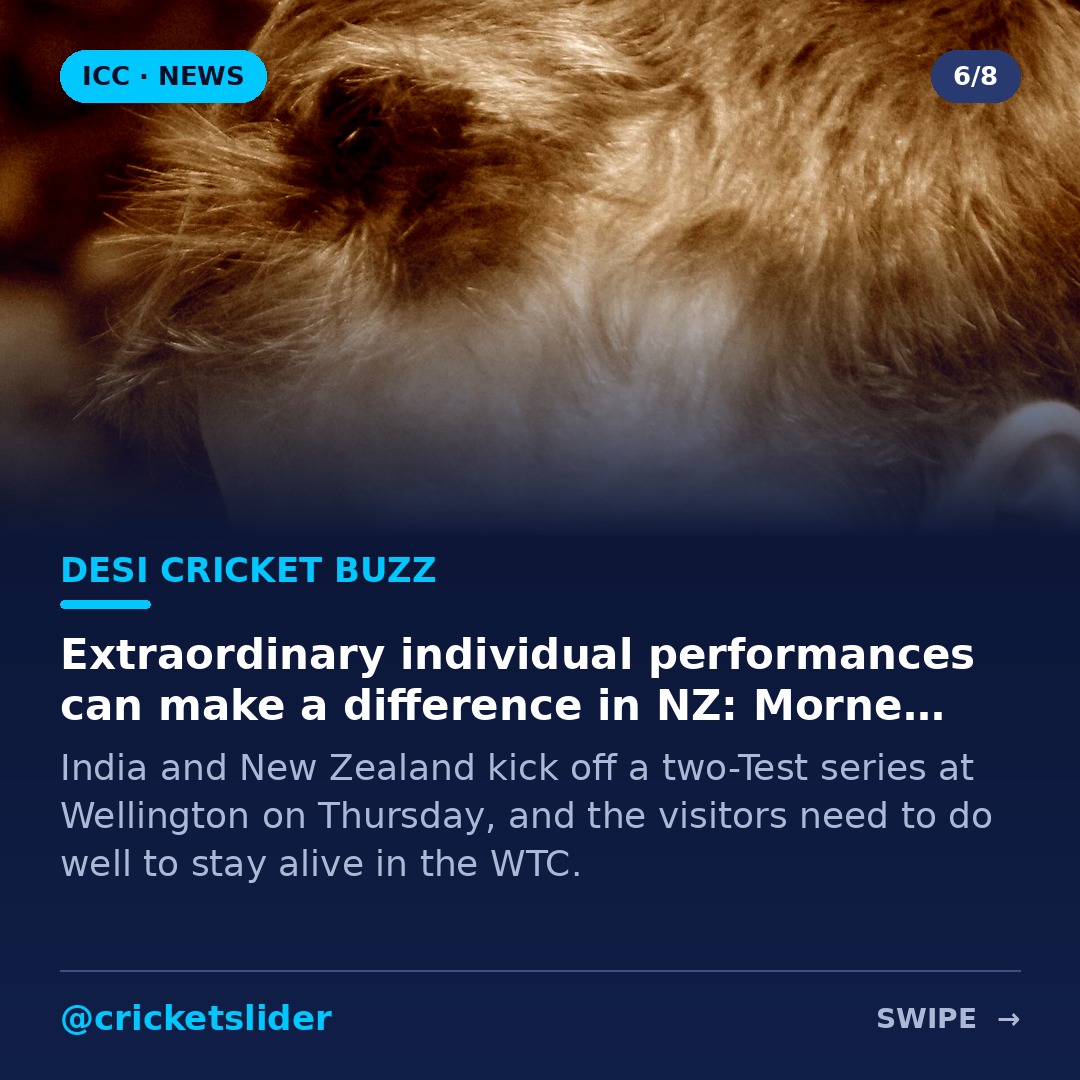 ICC · NEWS
6/8
DESI CRICKET BUZZ
Extraordinary individual performances
can make a difference in NZ: Morne...
India and New Zealand kick off a two-Test series at
Wellington on Thursday, and the visitors need to do
well to stay alive in the WTC.
@cricketslider
SWIPE →